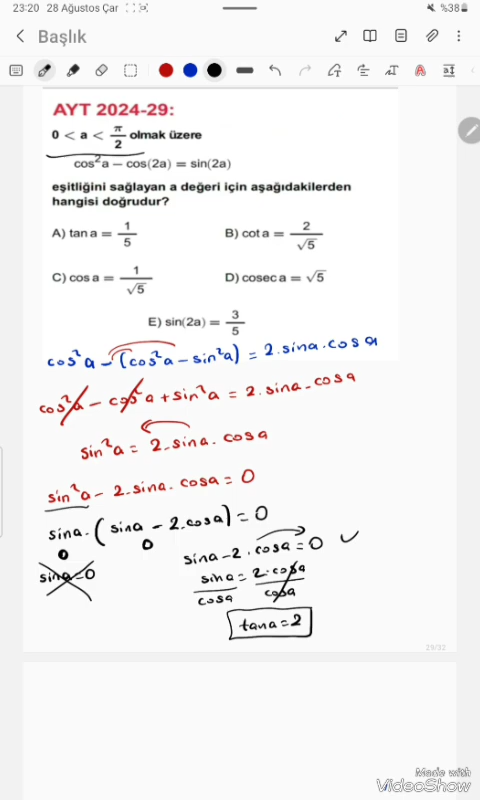 23:20 28 Ağustos Çar %38
Başlık
AYT 2024-29:
0 < a < π/2 olmak üzere
cos²a – cos(2a) = sin(2a)
eşitliğini sağlayan a değeri için aşağıdakilerden
hangisi doğrudur?
A) tan a = 1/5 B) cot a = 2/√5
C) cos a = 1/√5 D) cosec a = √5
E) sin(2a) = 3/5
cos²a - (cos²a - sin²a) = 2.sina.cosa
cos²a - cos²a + sin²a = 2.sina.cosa
sin²a = 2.sina.cosa
sin²a - 2.sina.cosa = 0
sina.(sina - 2.cosa) = 0
0 0 sina - 2.cosa = 0
sina = 0 sina/cosa = 2.cosa/cosa
tana = 2
29/32
Made with
VideoShow